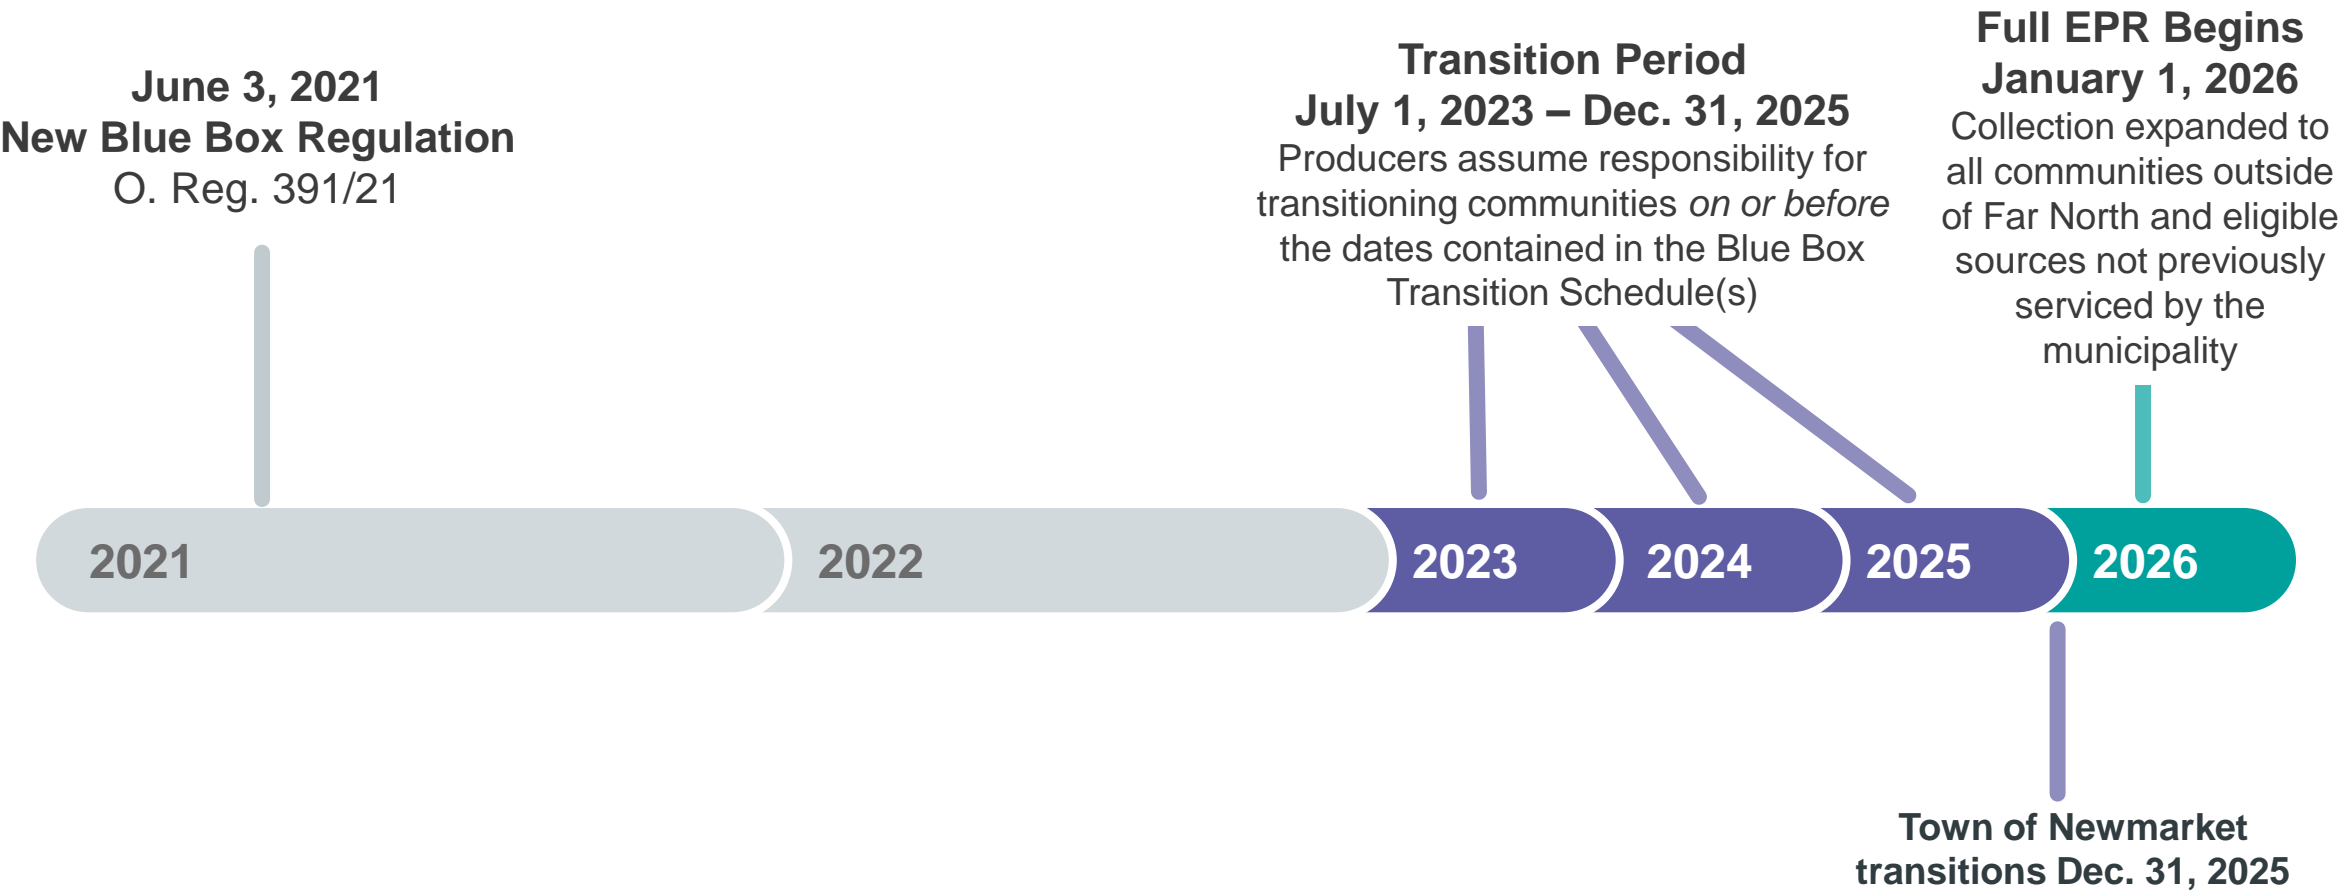 June 3, 2021
New Blue Box Regulation
O. Reg. 391/21
Transition Period
July 1, 2023 – Dec. 31, 2025
Producers assume responsibility for
transitioning communities on or before
the dates contained in the Blue Box
Transition Schedule(s)
Full EPR Begins
January 1, 2026
Collection expanded to
all communities outside
of Far North and eligible
sources not previously
serviced by the
municipality
2021
2022
2023
2024
2025
2026
Town of Newmarket
transitions Dec. 31, 2025